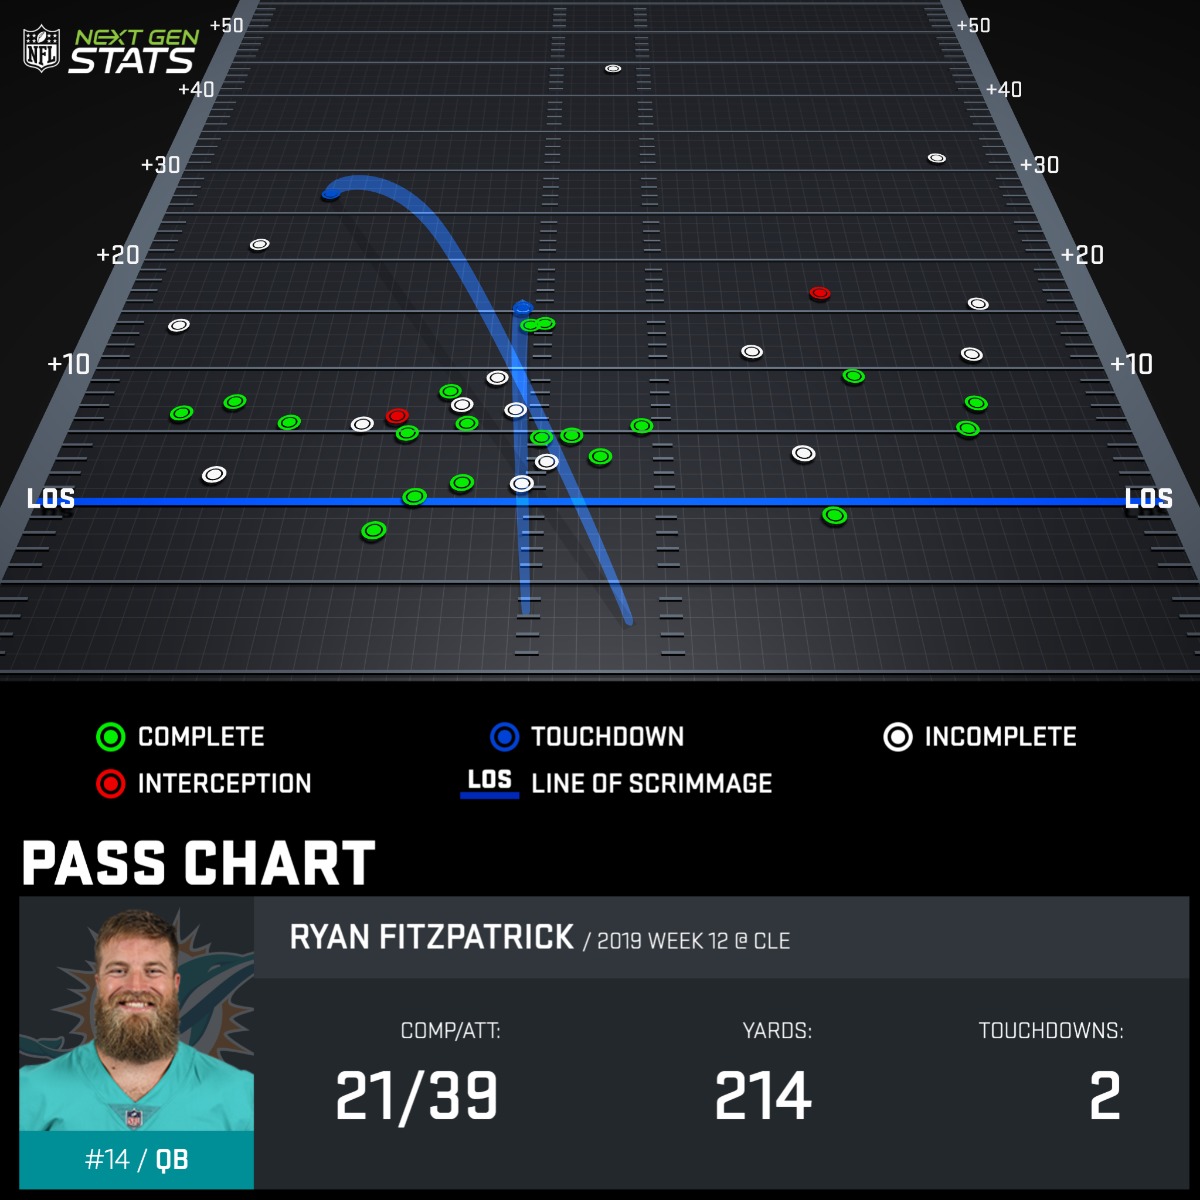 +50 +50
NFL NEXT GEN
STATS
+40 +40
+30 +30
+20 +20
+10 +10
LOS LOS
COMPLETE TOUCHDOWN INCOMPLETE
INTERCEPTION LOS LINE OF SCRIMMAGE
PASS CHART
RYAN FITZPATRICK / 2019 WEEK 12 @ CLE
COMP/ATT: YARDS: TOUCHDOWNS:
21/39 214 2
#14 / QB